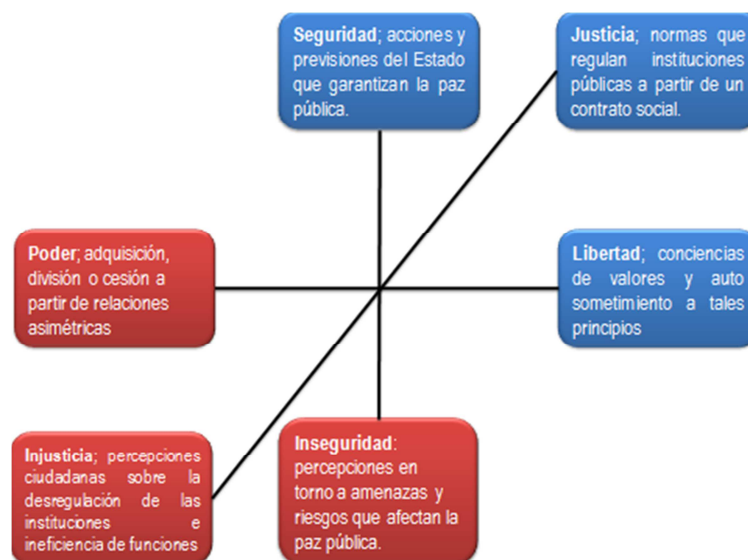 Seguridad; acciones y
previsiones del Estado
que garantizan la paz
pública.
Justicia; normas que
regulan instituciones
públicas a partir de un
contrato social.
Poder; adquisición,
división o cesión a
partir de relaciones
asimétricas
Libertad; conciencias
de valores y auto
sometimiento a tales
principios
Injusticia; percepciones
ciudadanas sobre la
desregulación de las
instituciones e
ineficiencia de funciones
Inseguridad:
percepciones en
torno a amenazas y
riesgos que afectan la
paz pública.